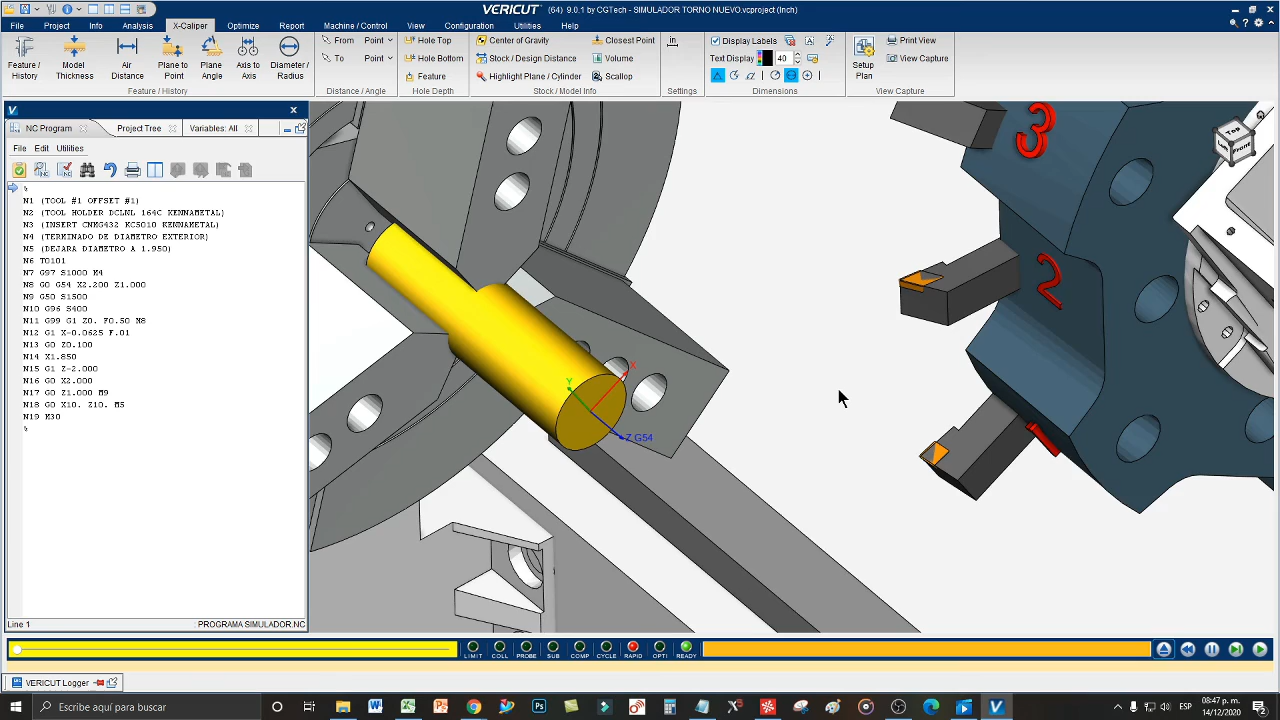 VERICUT (64) 9.0.1 by CGTech - SIMULADOR TORNO NUEVO.vcproject (Inch)
File Project Info Analysis X-Caliper Optimize Report Machine / Control View Configuration Utilities Help
Feature / History
Model Thickness
Air Distance
Plane to Point
Plane Angle
Axis to Axis
Diameter / Radius
Feature / History
From Point
To Point
Distance / Angle
Hole Top
Hole Bottom
Feature
Hole Depth
Center of Gravity
Stock / Design Distance
Highlight Plane / Cylinder
Closest Point
Volume
Scallop
Stock / Model Info
in
Settings
Display Labels
Text Display 40
Dimensions
Setup Plan
Print View
View Capture
View Capture
NC Program Project Tree Variables: All
File Edit Utilities
%
N1 (TOOL #1 OFFSET #1)
N2 (TOOL HOLDER DCLNL 164C KENNAMETAL)
N3 (INSERT CNMG432 KC5010 KENNAMETAL)
N4 (TERMINADO DE DIAMETRO EXTERIOR)
N5 (DEJARA DIAMETRO A 1.950)
N6 T0101
N7 G97 S1000 M4
N8 G0 G54 X2.200 Z1.000
N9 G50 S1500
N10 G96 S400
N11 G99 G1 Z0. F0.50 M8
N12 G1 X-0.0625 F.01
N13 G0 Z0.100
N14 X1.850
N15 G1 Z-2.000
N16 G0 X2.000
N17 G0 Z1.000 M9
N18 G0 X10. Z10. M5
N19 M30
%
Line 1 : PROGRAMA SIMULADOR.NC
X
Y
Z G54
3
2
Top
Front
LIMIT COLL PROBE SUB COMP CYCLE RAPID OPTI READY
VERICUT Logger
Escribe aquí para buscar
ESP
08:47 p. m.
14/12/2020